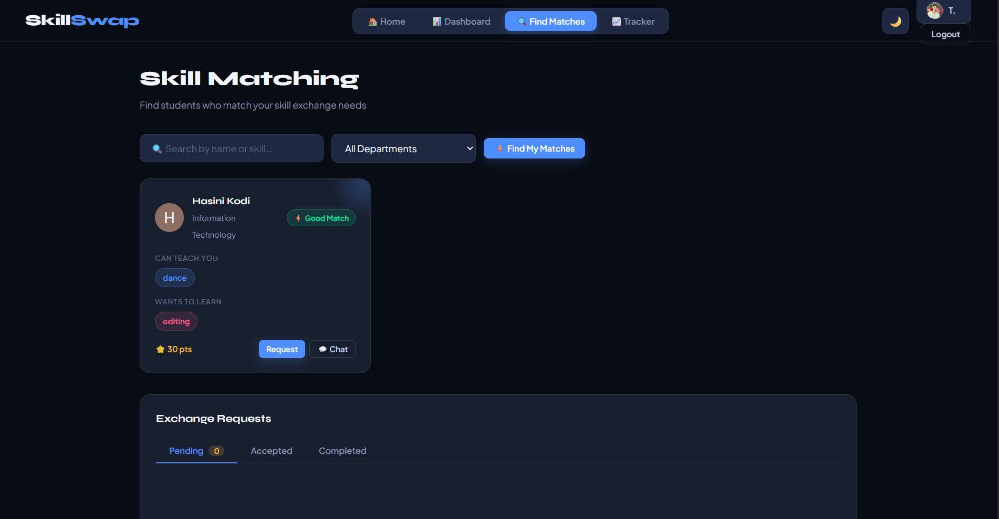 SkillSwap
Home
Dashboard
Find Matches
Tracker
T.
Logout
Skill Matching
Find students who match your skill exchange needs
Search by name or skill...
All Departments
Find My Matches
H
Hasini Kodi
Information
Technology
Good Match
CAN TEACH YOU
dance
WANTS TO LEARN
editing
30 pts
Request
Chat
Exchange Requests
Pending 0
Accepted
Completed